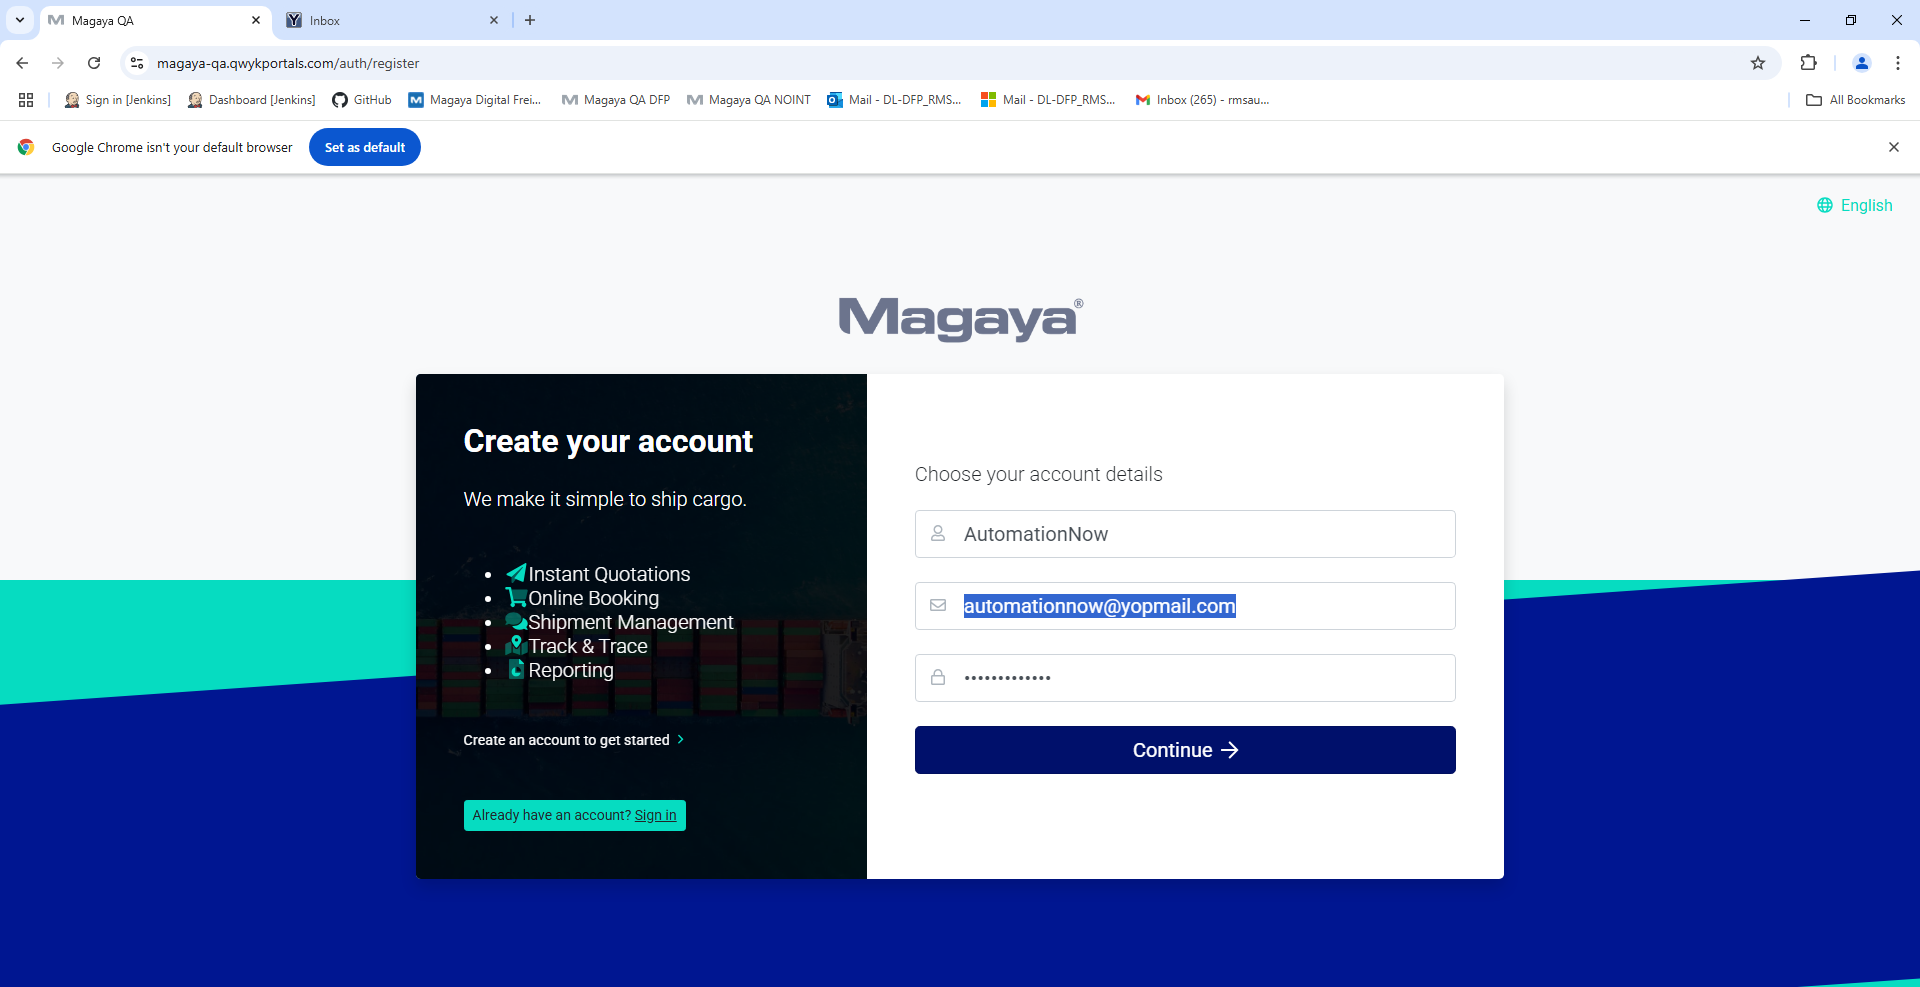 Magaya QA
Inbox
magaya-qa.qwykportals.com/auth/register
Sign in [Jenkins]
Dashboard [Jenkins]
GitHub
Magaya Digital Frei...
Magaya QA DFP
Magaya QA NOINT
Mail - DL-DFP_RMS...
Mail - DL-DFP_RMS...
Inbox (265) - rmsau...
All Bookmarks
Google Chrome isn't your default browser
Set as default
English
Magaya®
Create your account
We make it simple to ship cargo.
Instant Quotations
Online Booking
Shipment Management
Track & Trace
Reporting
Create an account to get started
Already have an account? Sign in
Choose your account details
AutomationNow
automationnow@yopmail.com
•••••••••••••
Continue